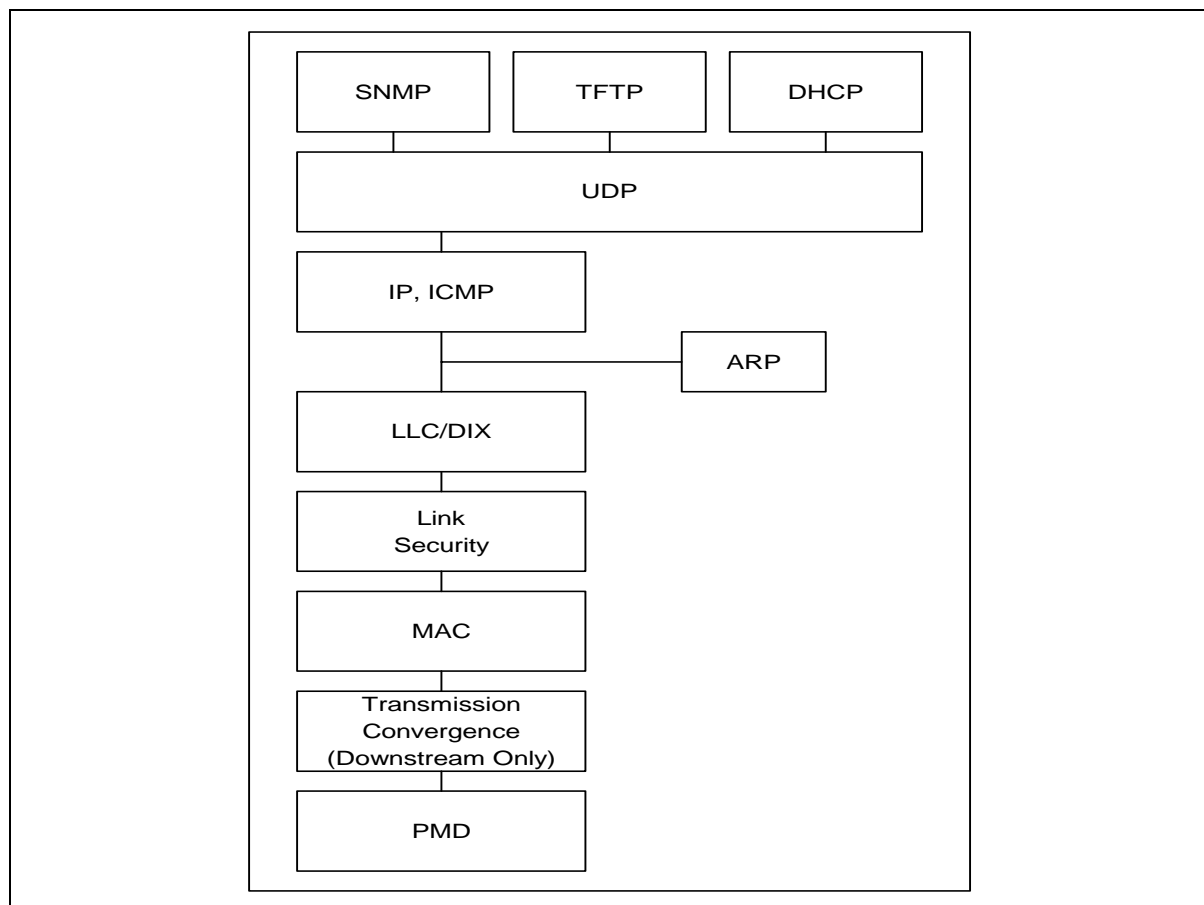 SNMP
TFTP
DHCP
UDP
IP, ICMP
ARP
LLC/DIX
Link
Security
MAC
Transmission
Convergence
(Downstream Only)
PMD